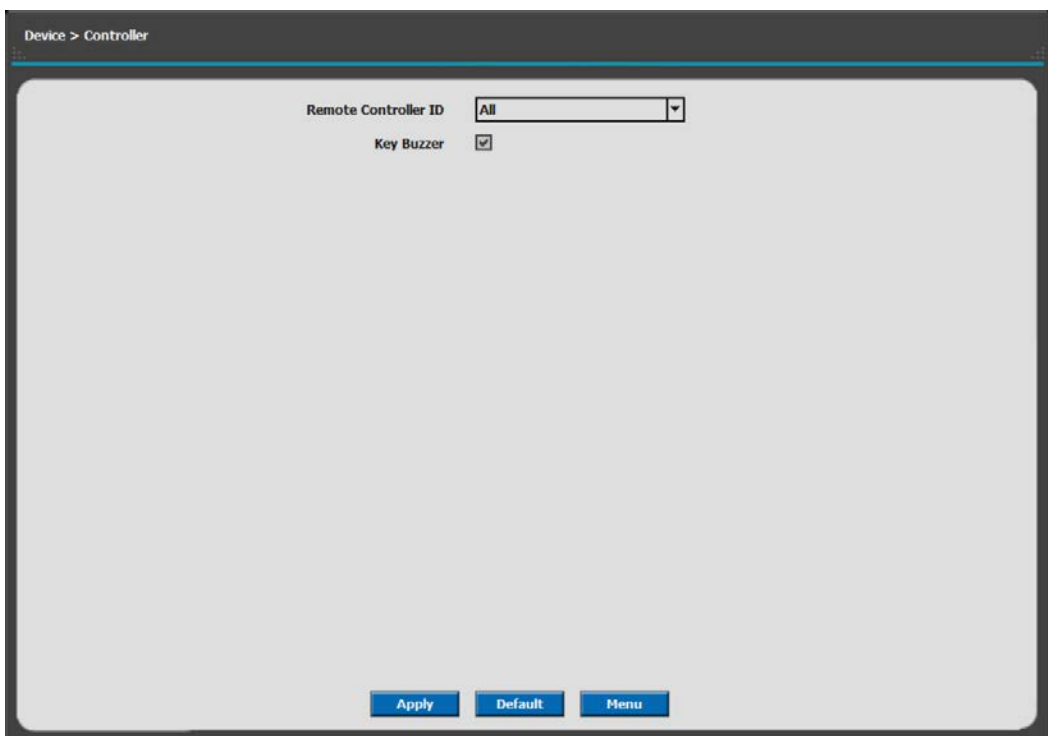 Device > Controller
Remote Controller ID All
Key Buzzer
Apply Default Menu